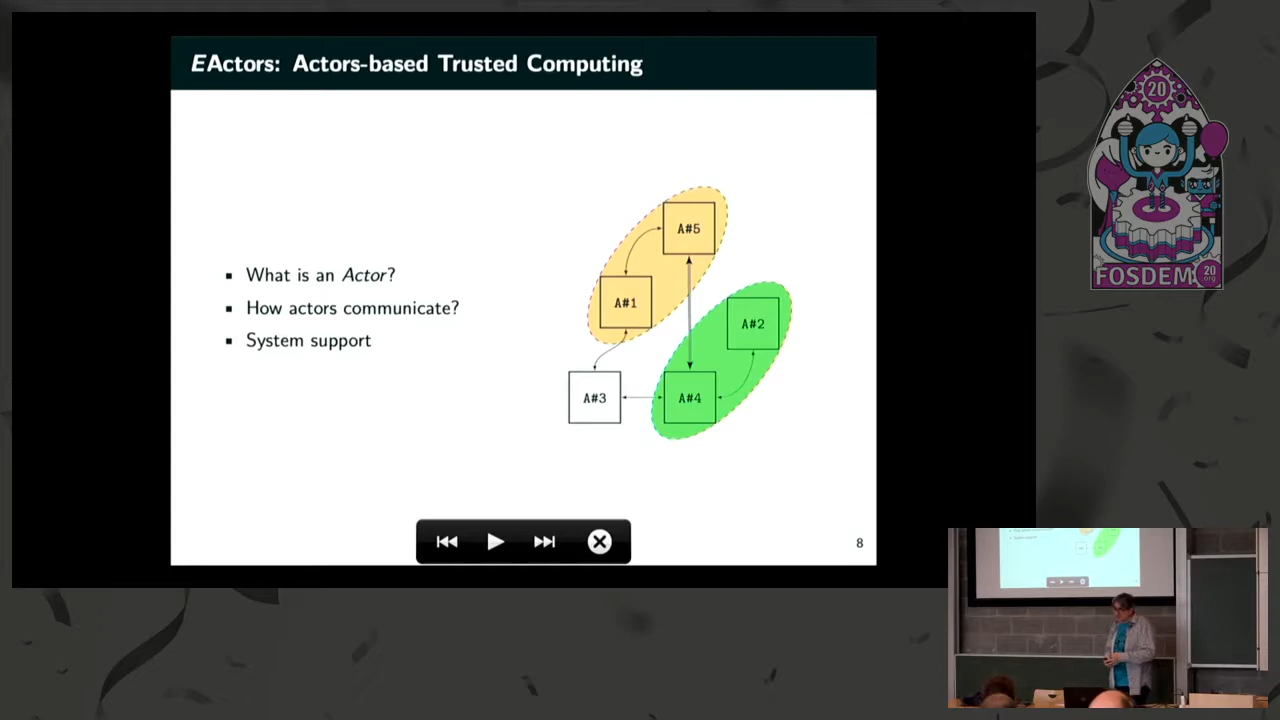 EActors: Actors-based Trusted Computing
What is an Actor?
How actors communicate?
System support
A#5
A#1
A#2
A#3
A#4
8
20
FOSDEM
20
.org